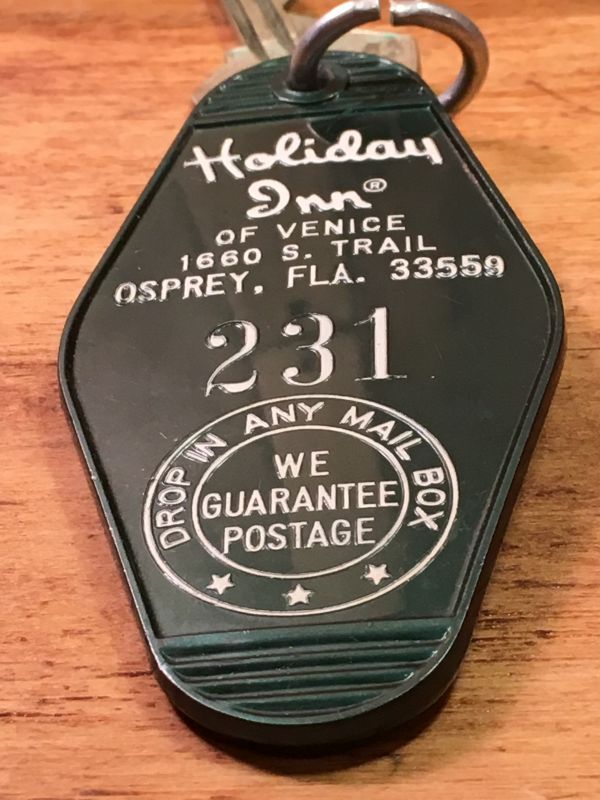 Holiday
Inn®
OF VENICE
1660 S. TRAIL
OSPREY, FLA. 33559
231
DROP IN ANY MAIL BOX
WE
GUARANTEE
POSTAGE